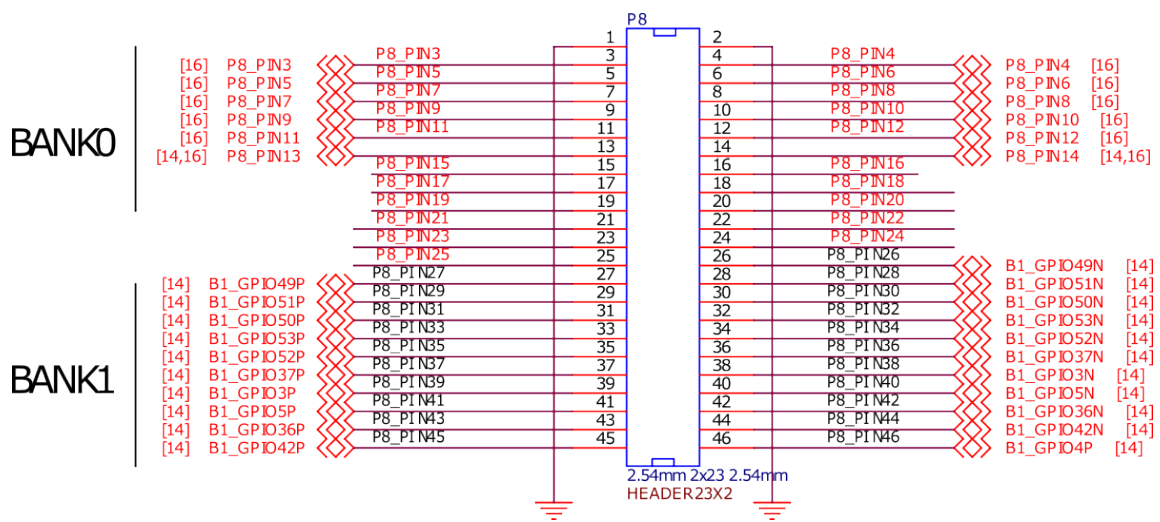 P8
1 2
[16] P8_PIN3 P8_PIN3 3 4 P8_PIN4 P8_PIN4 [16]
[16] P8_PIN5 P8_PIN5 5 6 P8_PIN6 P8_PIN6 [16]
[16] P8_PIN7 P8_PIN7 7 8 P8_PIN8 P8_PIN8 [16]
[16] P8_PIN9 P8_PIN9 9 10 P8_PIN10 P8_PIN10 [16]
BANK0
[16] P8_PIN11 P8_PIN11 11 12 P8_PIN12 P8_PIN12 [16]
[14,16] P8_PIN13 13 14 P8_PIN14 [14,16]
P8_PIN15 15 16 P8_PIN16
P8_PIN17 17 18 P8_PIN18
P8_PIN19 19 20 P8_PIN20
P8_PIN21 21 22 P8_PIN22
P8_PIN23 23 24 P8_PIN24
P8_PIN25 25 26 P8_PIN26 B1_GPIO49N [14]
[14] B1_GPIO49P P8_PIN27 27 28 P8_PIN28 B1_GPIO51N [14]
[14] B1_GPIO51P P8_PIN29 29 30 P8_PIN30 B1_GPIO50N [14]
[14] B1_GPIO50P P8_PIN31 31 32 P8_PIN32 B1_GPIO53N [14]
[14] B1_GPIO53P P8_PIN33 33 34 P8_PIN34 B1_GPIO52N [14]
[14] B1_GPIO52P P8_PIN35 35 36 P8_PIN36 B1_GPIO37N [14]
BANK1
[14] B1_GPIO37P P8_PIN37 37 38 P8_PIN38 B1_GPIO3N [14]
[14] B1_GPIO3P P8_PIN39 39 40 P8_PIN40 B1_GPIO5N [14]
[14] B1_GPIO5P P8_PIN41 41 42 P8_PIN42 B1_GPIO36N [14]
[14] B1_GPIO36P P8_PIN43 43 44 P8_PIN44 B1_GPIO42N [14]
[14] B1_GPIO42P P8_PIN45 45 46 P8_PIN46 B1_GPIO4P [14]
2.54mm 2x23 2.54mm
HEADER23X2